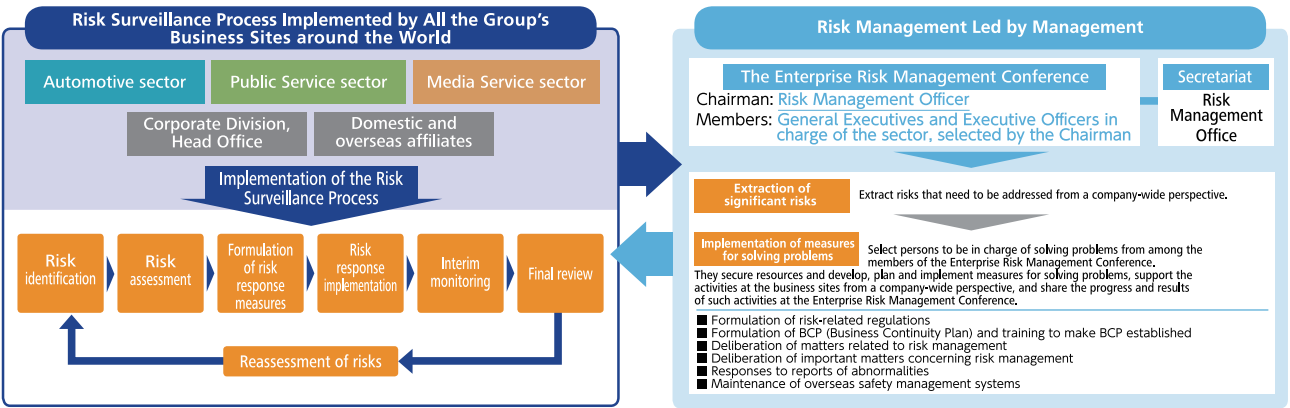 Risk Surveillance Process Implemented by All the Group's
Business Sites around the World
Automotive sector
Public Service sector
Media Service sector
Corporate Division,
Head Office
Domestic and
overseas affiliates
Implementation of the Risk
Surveillance Process
Risk
identification
Risk
assessment
Formulation
of risk
response
measures
Risk
response
implementation
Interim
monitoring
Final review
Reassessment of risks
Risk Management Led by Management
The Enterprise Risk Management Conference
Chairman: Risk Management Officer
Members: General Executives and Executive Officers in
charge of the sector, selected by the Chairman
Secretariat
Risk
Management
Office
Extraction of
significant risks
Extract risks that need to be addressed from a company-wide perspective.
Implementation of measures
for solving problems
Select persons to be in charge of solving problems from among the
members of the Enterprise Risk Management Conference.
They secure resources and develop, plan and implement measures for solving problems, support the
activities at the business sites from a company-wide perspective, and share the progress and results
of such activities at the Enterprise Risk Management Conference.
■ Formulation of risk-related regulations
■ Formulation of BCP (Business Continuity Plan) and training to make BCP established
■ Deliberation of matters related to risk management
■ Deliberation of important matters concerning risk management
■ Responses to reports of abnormalities
■ Maintenance of overseas safety management systems